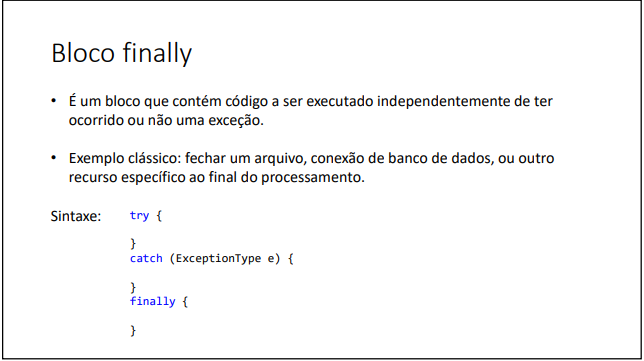 Bloco finally
• É um bloco que contém código a ser executado independentemente de ter
ocorrido ou não uma exceção.
• Exemplo clássico: fechar um arquivo, conexão de banco de dados, ou outro
recurso específico ao final do processamento.
Sintaxe: try {
}
catch (ExceptionType e) {
}
finally {
}